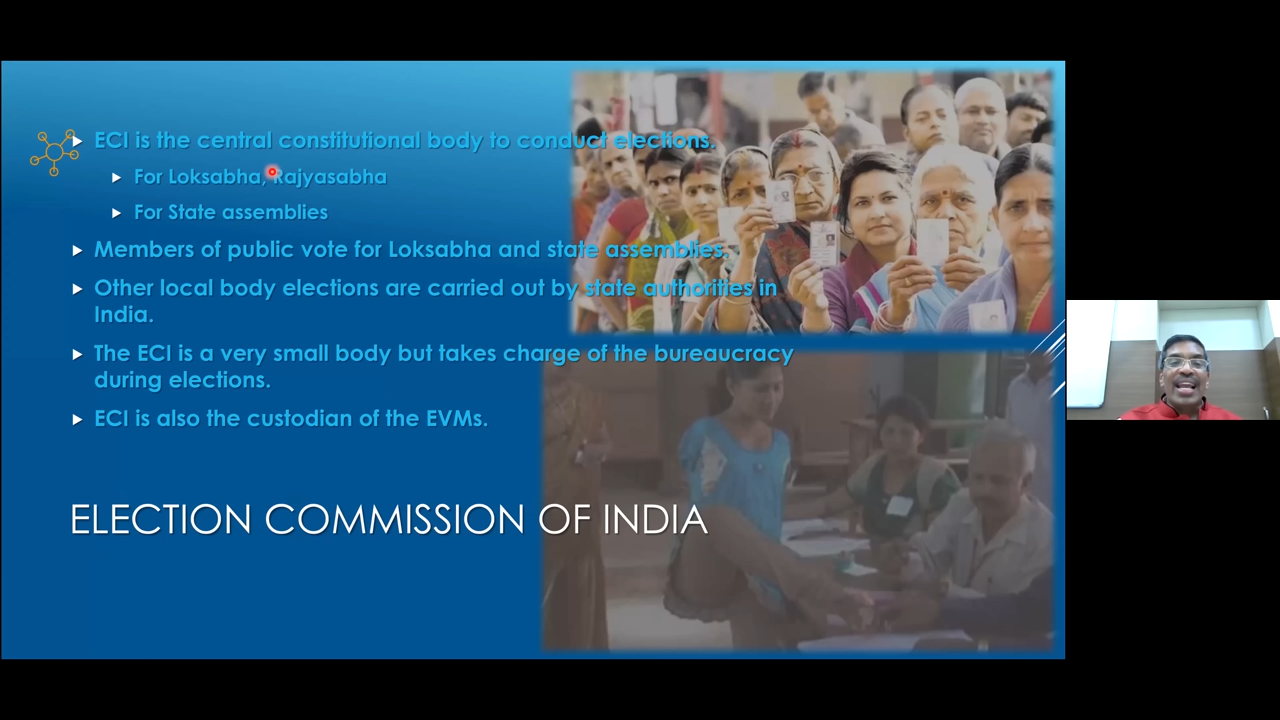 ECI is the central constitutional body to conduct elections.
For Loksabha, Rajyasabha
For State assemblies
Members of public vote for Loksabha and state assemblies.
Other local body elections are carried out by state authorities in
India.
The ECI is a very small body but takes charge of the bureaucracy
during elections.
ECI is also the custodian of the EVMs.
ELECTION COMMISSION OF INDIA